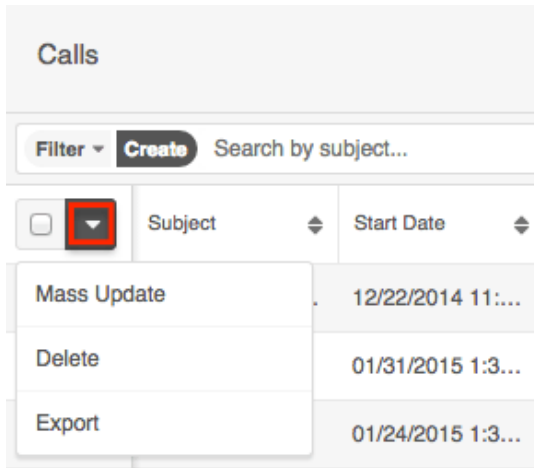 Calls
Filter Create Search by subject...
Subject Start Date
Mass Update . 12/22/2014 11:...
Delete 01/31/2015 1:3...
Export 01/24/2015 1:3...